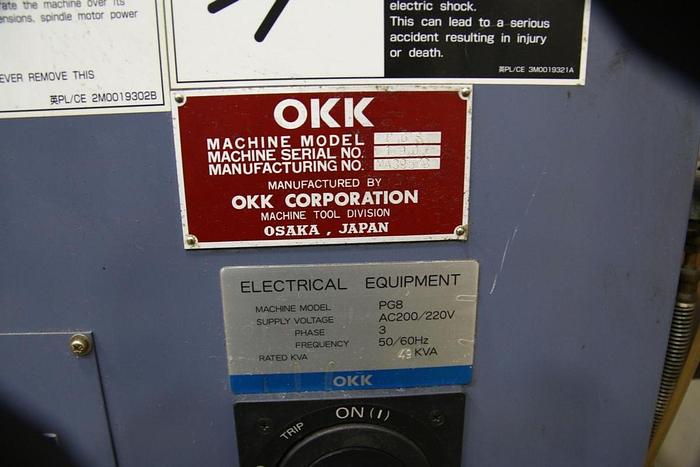 rate the machine over its
ensions, spindle motor power
EVER REMOVE THIS
英PL/CE 2M0019302B
electric shock.
This can lead to a serious
accident resulting in injury
or death.
英PL/CE 3M0019321A
OKK
MACHINE MODEL
MACHINE SERIAL NO.
MANUFACTURING NO.
MANUFACTURED BY
OKK CORPORATION
MACHINE TOOL DIVISION
OSAKA , JAPAN
ELECTRICAL EQUIPMENT
MACHINE MODEL PG8
SUPPLY VOLTAGE AC200/220V
PHASE 3
FREQUENCY 50/60Hz
RATED KVA 49 KVA
OKK
TRIP ON(I)